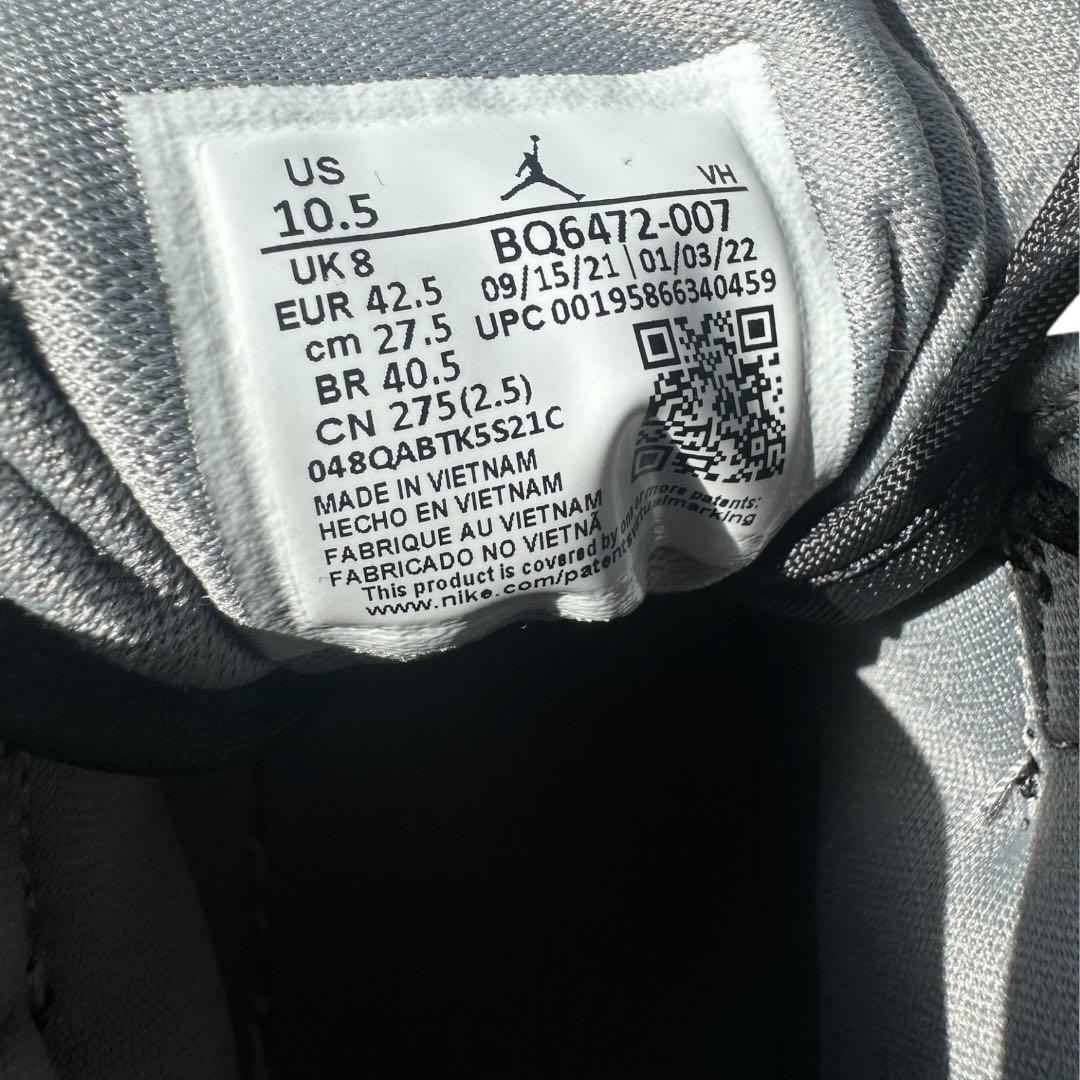 US
10.5
UK 8
EUR 42.5
cm 27.5
BR 40.5
CN 275(2.5)
VH
BQ6472-007
09/15/21 | 01/03/22
UPC 00195866340459
048QABTK5S21C
MADE IN VIETNAM
HECHO EN VIETNAM
FABRIQUE AU VIETNAM
FABRICADO NO VIETNÃ
This product is covered by one or more patents:
www.nike.com/patentsvirtualmarking